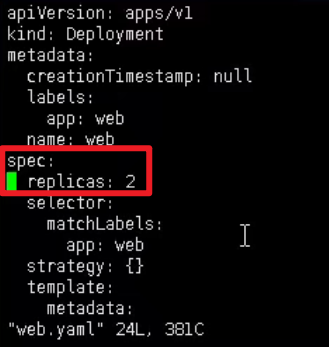 apiVersion: apps/v1
kind: Deployment
metadata:
  creationTimestamp: null
  labels:
    app: web
  name: web
spec:
  replicas: 2
  selector:
    matchLabels:
      app: web
  strategy: {}
  template:
    metadata:
"web.yaml" 24L, 381C